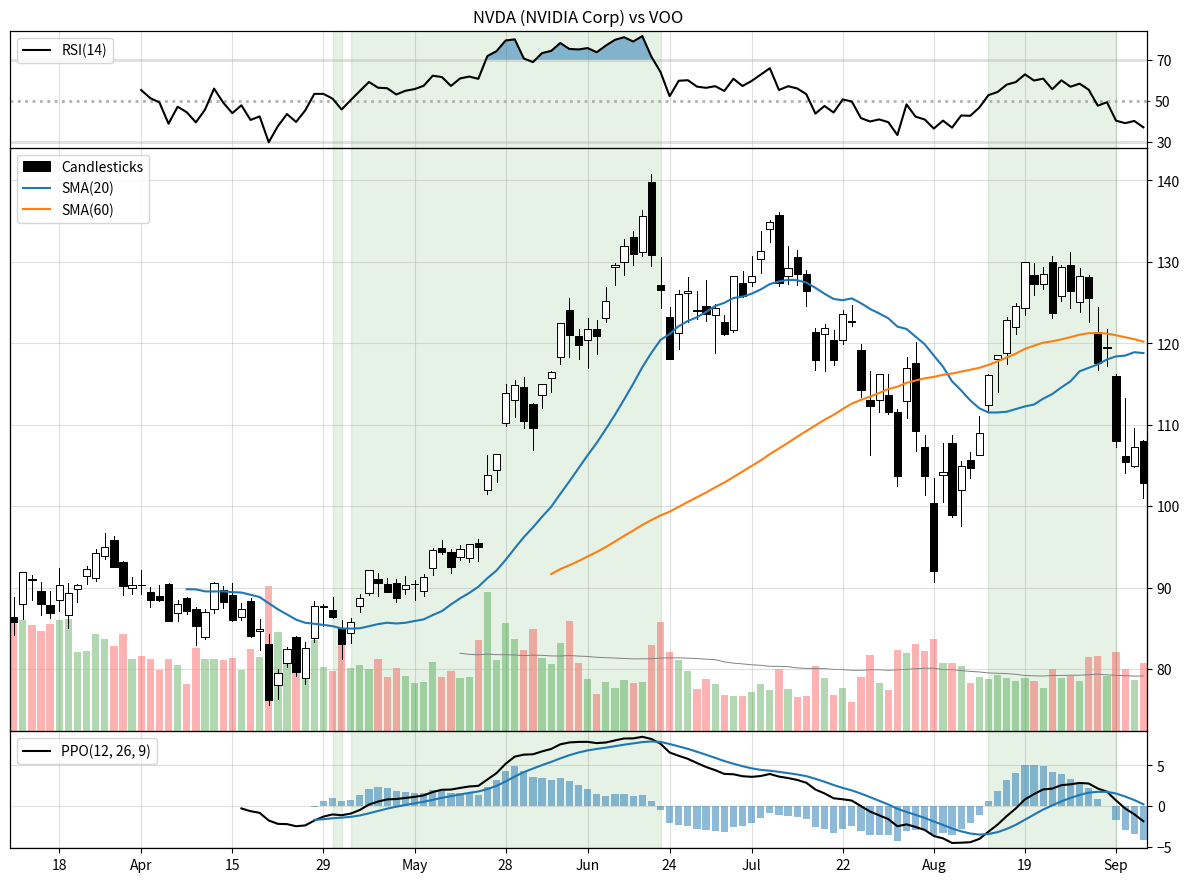 NVDA (NVIDIA Corp) vs VOO
RSI(14)
70
50
30
Candlesticks
SMA(20)
SMA(60)
140
130
120
110
100
90
80
PPO(12, 26, 9)
5
0
−5
18 Apr 15 29 May 28 Jun 24 Jul 22 Aug 19 Sep